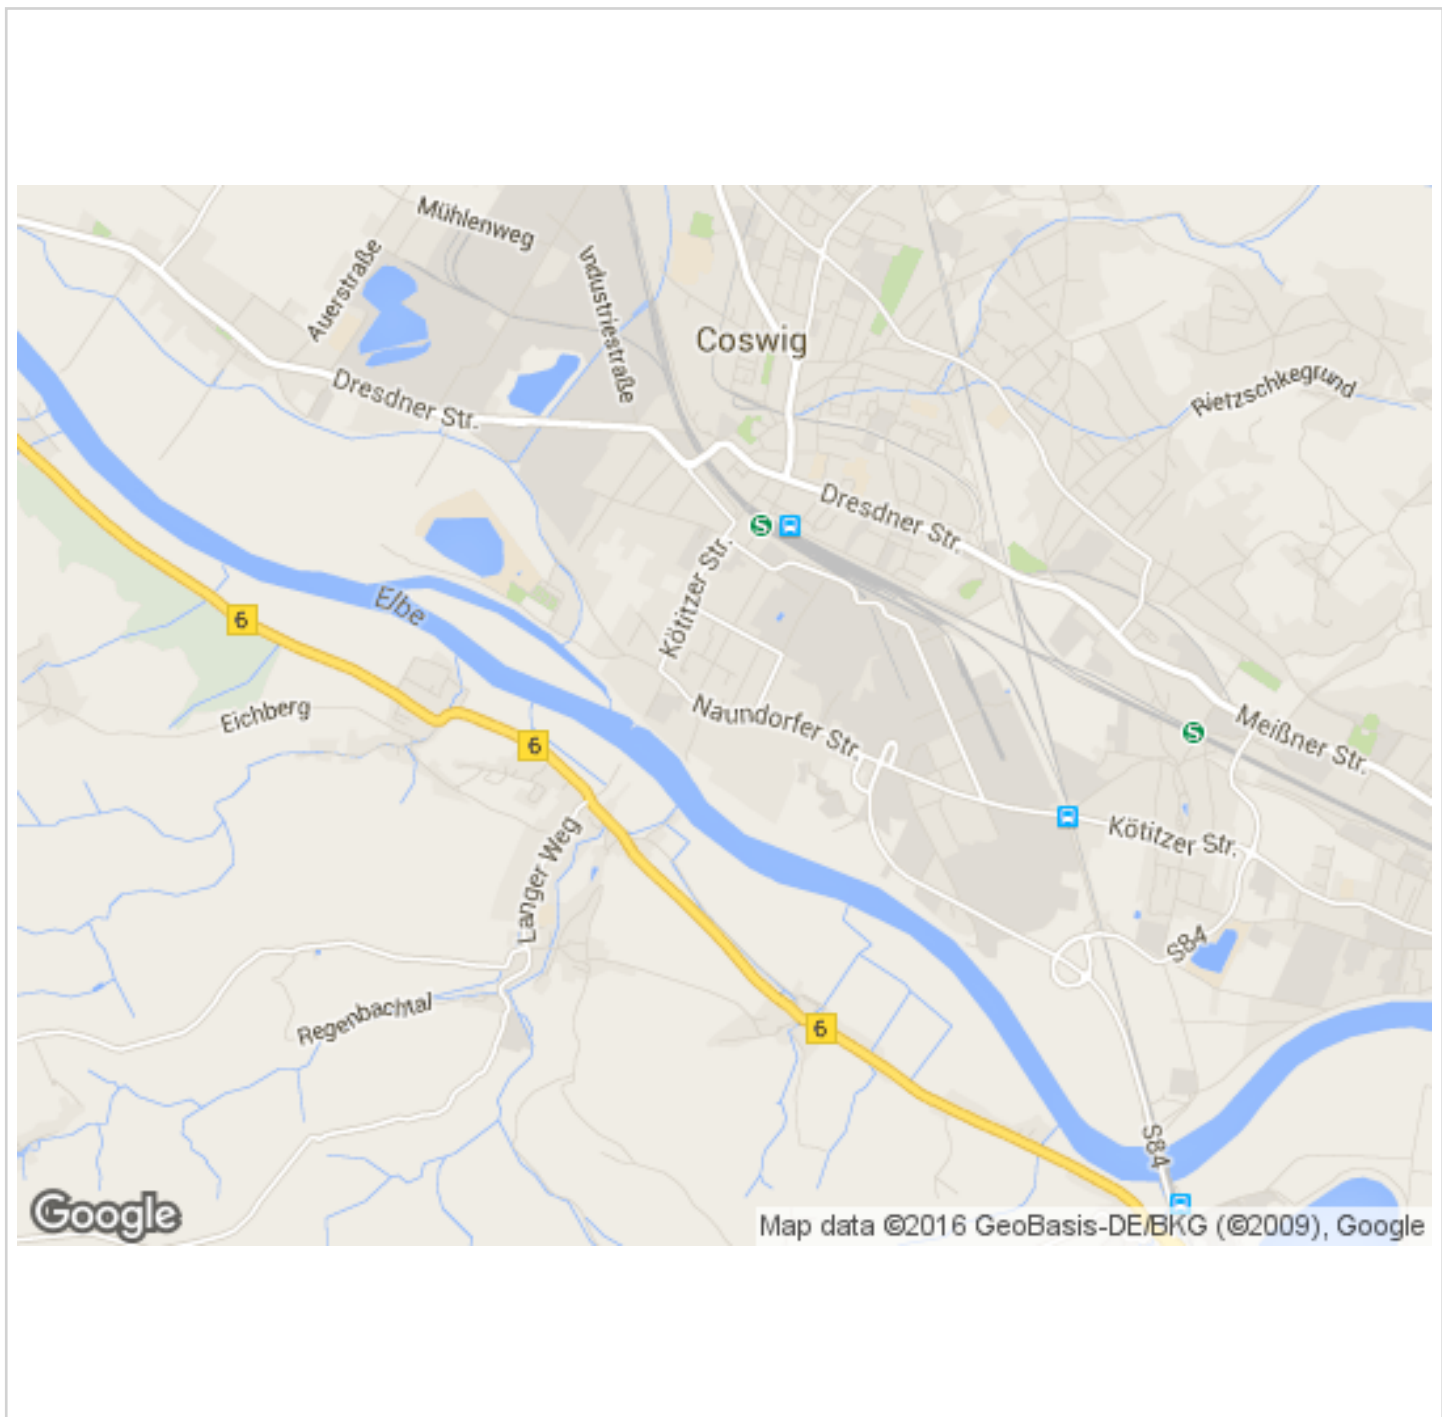 Mühlenweg
Auerstraße
Industriestraße
Coswig
Dresdner Str.
Rietzschkegrund
Dresdner Str.
S
Kötitzer Str.
Elbe
6
Eichberg
Naundorfer Str.
6
S
Meißner Str.
Langer Weg
Kötitzer Str.
S84
Regenbachtal
6
S84
Google
Map data ©2016 GeoBasis-DE/BKG (©2009), Google